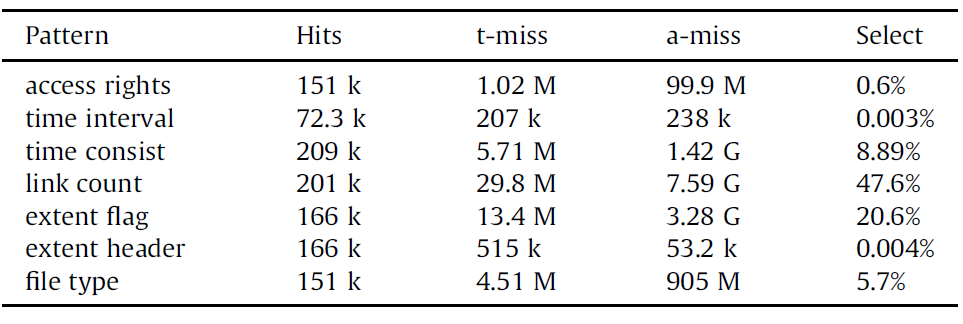 Pattern Hits t-miss a-miss Select
access rights 151 k 1.02 M 99.9 M 0.6%
time interval 72.3 k 207 k 238 k 0.003%
time consist 209 k 5.71 M 1.42 G 8.89%
link count 201 k 29.8 M 7.59 G 47.6%
extent flag 166 k 13.4 M 3.28 G 20.6%
extent header 166 k 515 k 53.2 k 0.004%
file type 151 k 4.51 M 905 M 5.7%